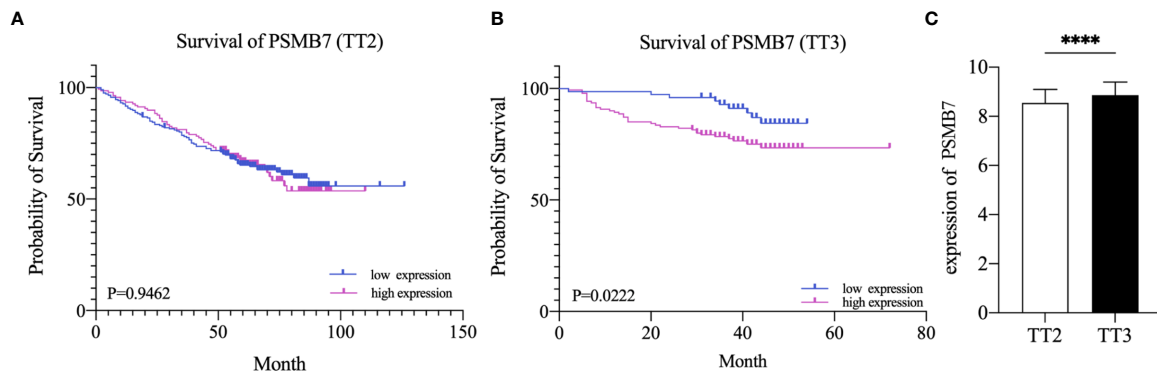 A
Survival of PSMB7 (TT2)
Probability of Survival
100
50
0
low expression
high expression
P=0.9462
0
50
100
150
Month
B
Survival of PSMB7 (TT3)
Probability of Survival
100
50
0
low expression
high expression
P=0.0222
0
20
40
60
80
Month
C
****
expression of PSMB7
10
8
6
4
2
0
TT2
TT3